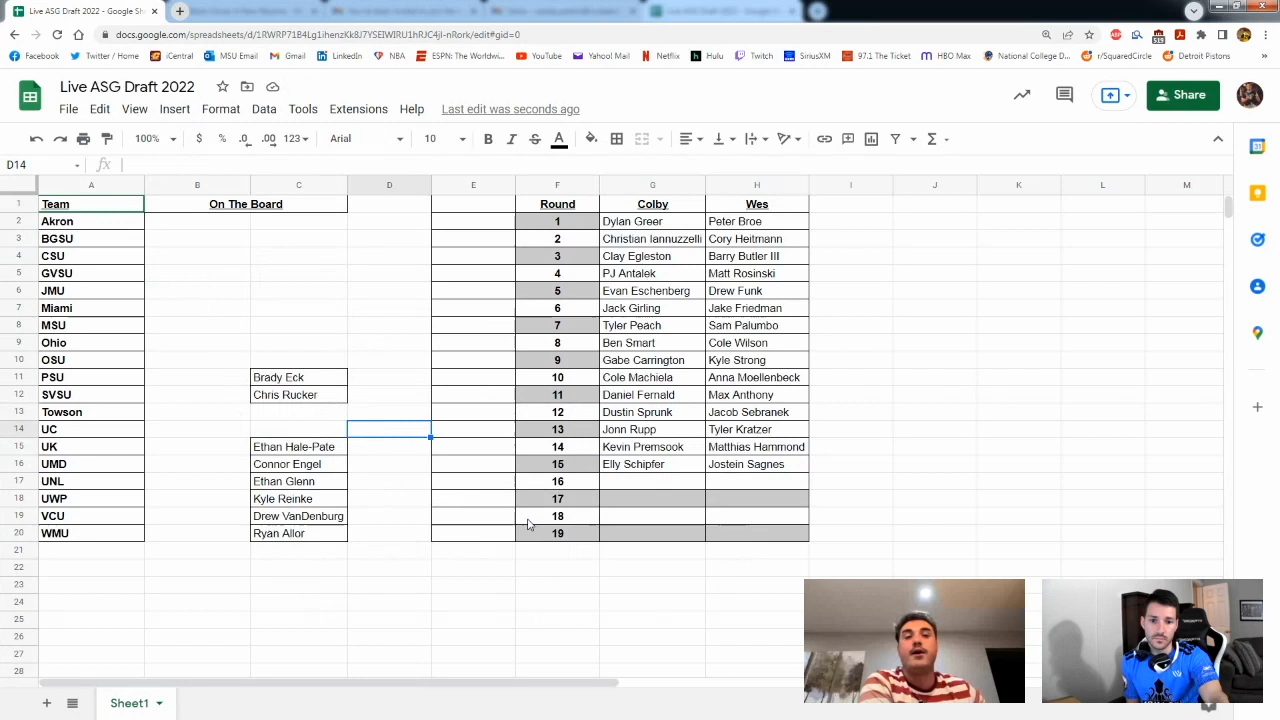 Live ASG Draft 2022 - Google She
docs.google.com/spreadsheets/d/
Facebook Twitter / Home iCentral MSU Email Gmail LinkedIn NBA ESPN: The Worldwi... YouTube Yahoo! Mail Netflix Hulu Twitch SiriusXM 97.1 The Ticket HBO Max National College D... r/SquaredCircle Detroit Pistons
Live ASG Draft 2022
File Edit View Insert Format Data Tools Extensions Help Last edit was seconds ago
Share
100% $ % .0 .00 123 Arial 10 B I S A
D14 fx
A B C D E F G H I J K L M
1 Team On The Board Round Colby Wes
2 Akron 1 Dylan Greer Peter Broe
3 BGSU 2 Christian Iannuzzelli Cory Heitmann
4 CSU 3 Clay Egleston Barry Butler III
5 GVSU 4 PJ Antalek Matt Rosinski
6 JMU 5 Evan Eschenberg Drew Funk
7 Miami 6 Jack Girling Jake Friedman
8 MSU 7 Tyler Peach Sam Palumbo
9 Ohio 8 Ben Smart Cole Wilson
10 OSU 9 Gabe Carrington Kyle Strong
11 PSU Brady Eck 10 Cole Machiela Anna Moellenbeck
12 SVSU Chris Rucker 11 Daniel Fernald Max Anthony
13 Towson 12 Dustin Sprunk Jacob Sebranek
14 UC 13 Jonn Rupp Tyler Kratzer
15 UK Ethan Hale-Pate 14 Kevin Premsook Matthias Hammond
16 UMD Connor Engel 15 Elly Schipfer Jostein Sagnes
17 UNL Ethan Glenn 16
18 UWP Kyle Reinke 17
19 VCU Drew VanDenburg 18
20 WMU Ryan Allor 19
21
22
23
24
25
26
27
28
Sheet1